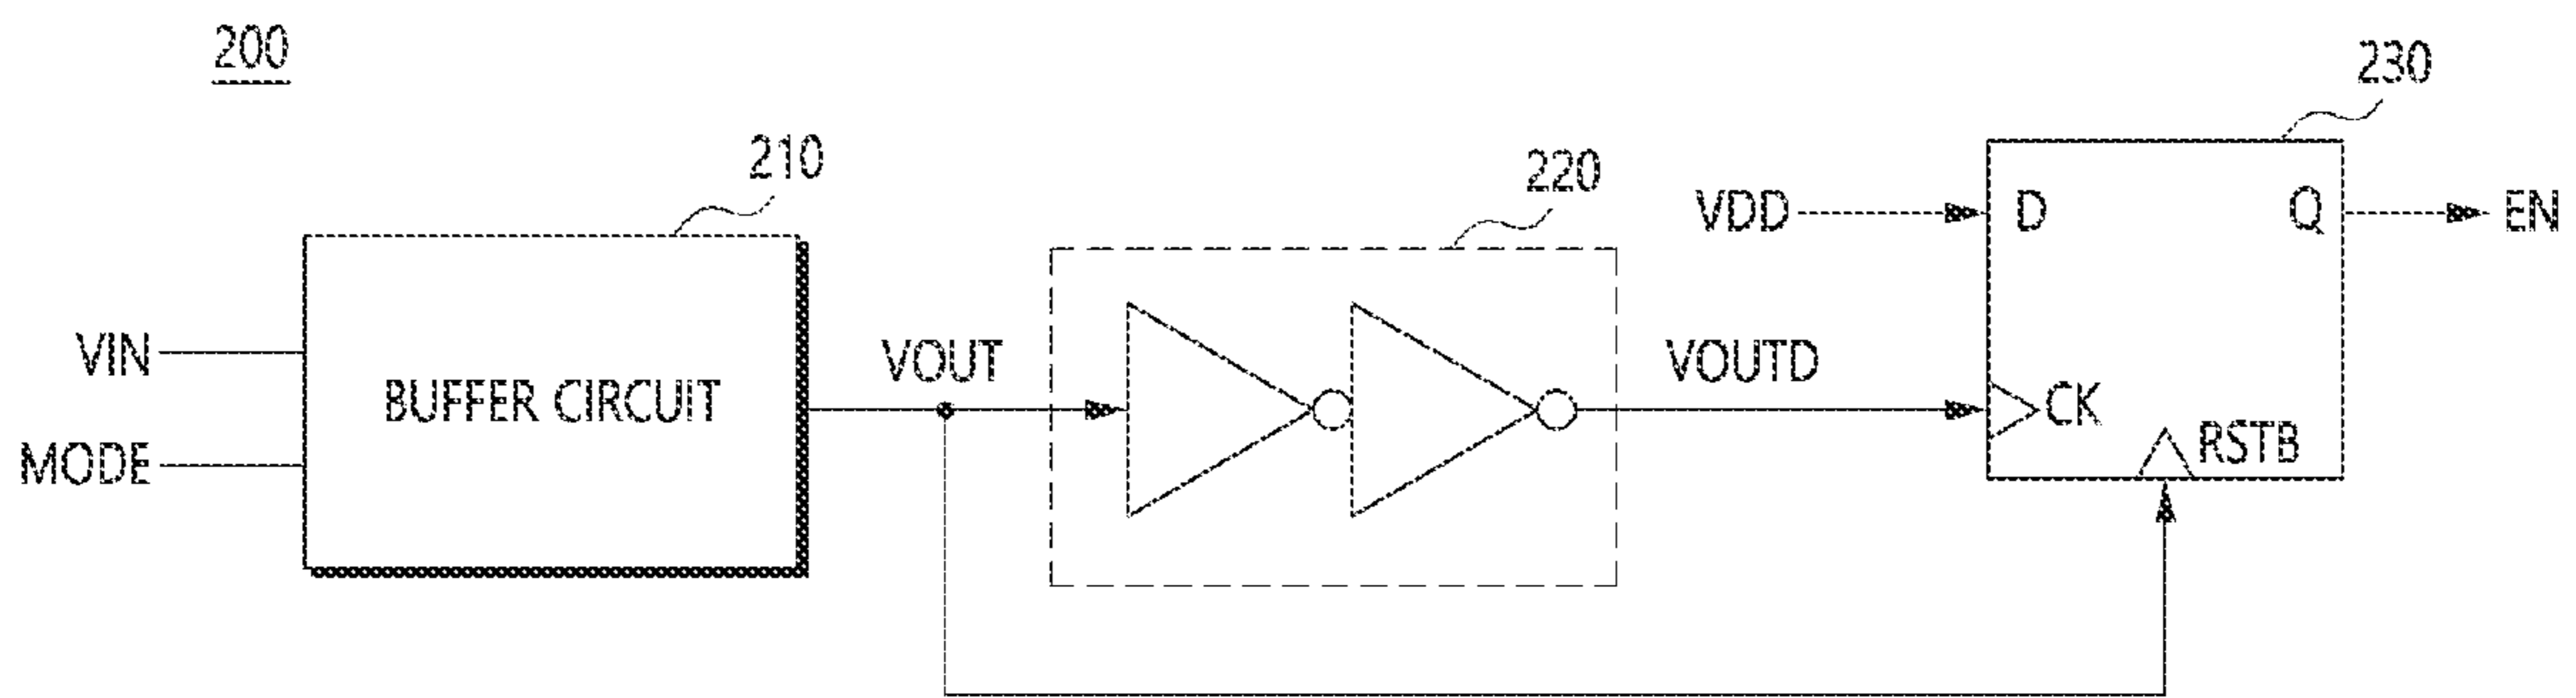 200
230
210
220
VDD
D
Q
EN
VIN
VOUT
VOUTD
BUFFER CIRCUIT
CK
MODE
RSTB